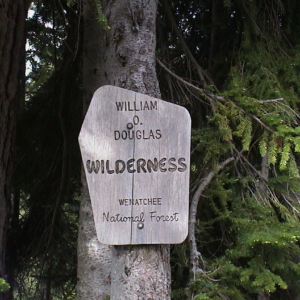 WILLIAM
O.
DOUGLAS
WILDERNESS
WENATCHEE
National Forest